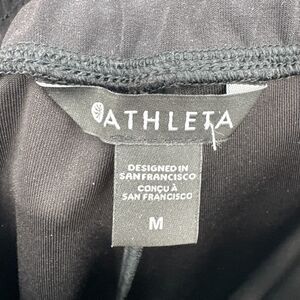 ATHLETA
DESIGNED IN
SAN FRANCISCO
CONÇU À
SAN FRANCISCO
M